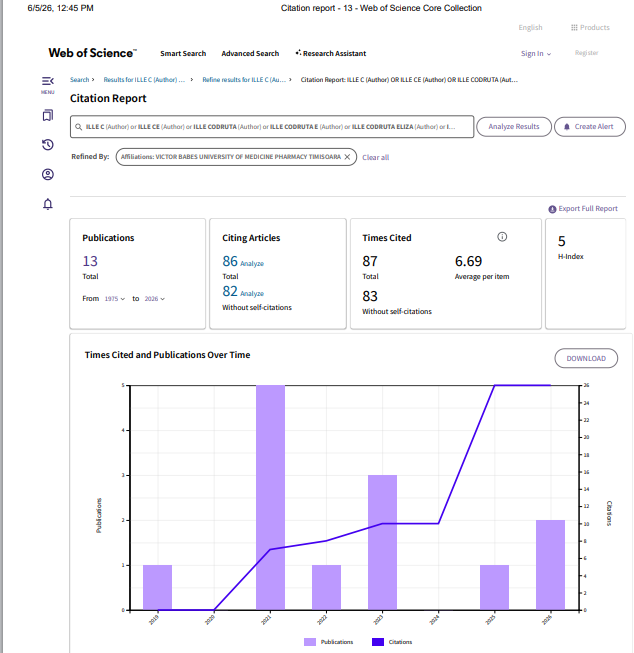 6/5/26, 12:45 PM
Citation report - 13 - Web of Science Core Collection
English
Products
Web of Science™
Smart Search
Advanced Search
Research Assistant
Sign In
Register
MENU
Search > Results for ILLE C (Author) ... > Refine results for ILLE C (Au... > Citation Report: ILLE C (Author) OR ILLE CE (Author) OR ILLE CODRUTA (Aut...
Citation Report
ILLE C (Author) or ILLE CE (Author) or ILLE CODRUTA (Author) or ILLE CODRUTA E (Author) or ILLE CODRUTA ELIZA (Author) or I...
Analyze Results
Create Alert
Refined By:
Affiliations: VICTOR BABES UNIVERSITY OF MEDICINE PHARMACY TIMISOARA
Clear all
Export Full Report
Publications
13
Total
From 1975 to 2026
Citing Articles
86 Analyze
Total
82 Analyze
Without self-citations
Times Cited
87
Total
83
Without self-citations
6.69
Average per item
5
H-Index
Times Cited and Publications Over Time
DOWNLOAD
5
4
3
2
1
0
Publications
26
24
22
20
18
16
14
12
10
8
6
4
2
0
Citations
2019
2020
2021
2022
2023
2024
2025
2026
Publications
Citations